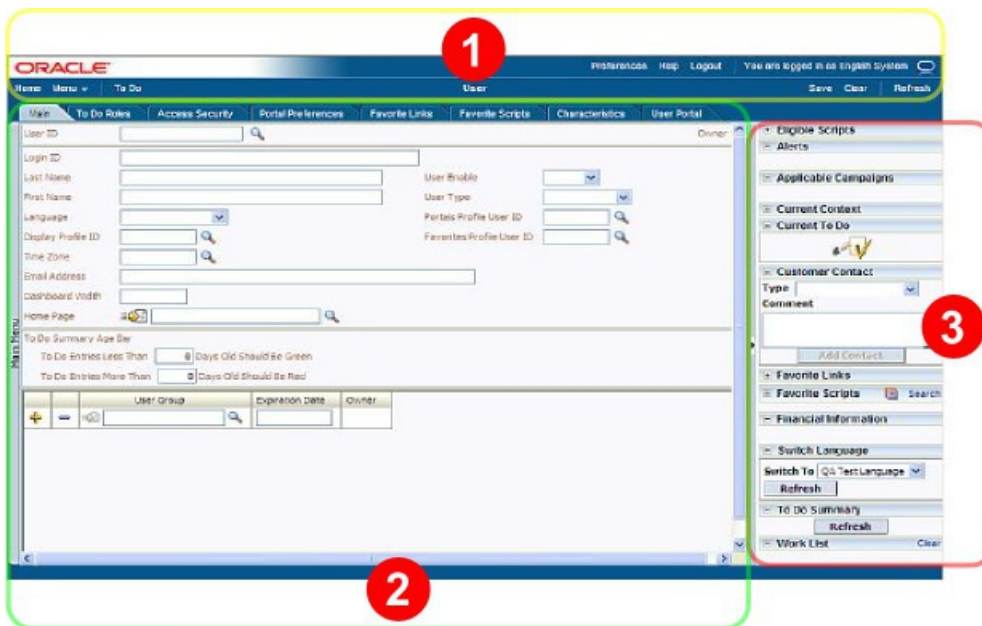 1
ORACLE
Preferences Help Logout You are logged in as English System
Home Menu To Do User Save Clear Refresh
Main To Do Roles Access Security Portal Preferences Favorite Links Favorite Scripts Characteristics User Portal
User ID Owner
Login ID
Last Name User Enable
First Name User Type
Language Portals Profile User ID
Display Profile ID Favorites Profile User ID
Time Zone
Email Address
Dashboard Width
Home Page
Main Menu
To Do Summary Age Bar
To Do Entries Less Than 0 Days Old Should Be Green
To Do Entries More Than 0 Days Old Should Be Red
User Group Expiration Date Owner
2
Eligible Scripts
Alerts
Applicable Campaigns
Current Context
Current To Do
Customer Contact
Type
Comment
3
Add Contact
Favorite Links
Favorite Scripts Search
Financial Information
Switch Language
Switch To QA Test Language
Refresh
To Do Summary
Refresh
Work List Clear